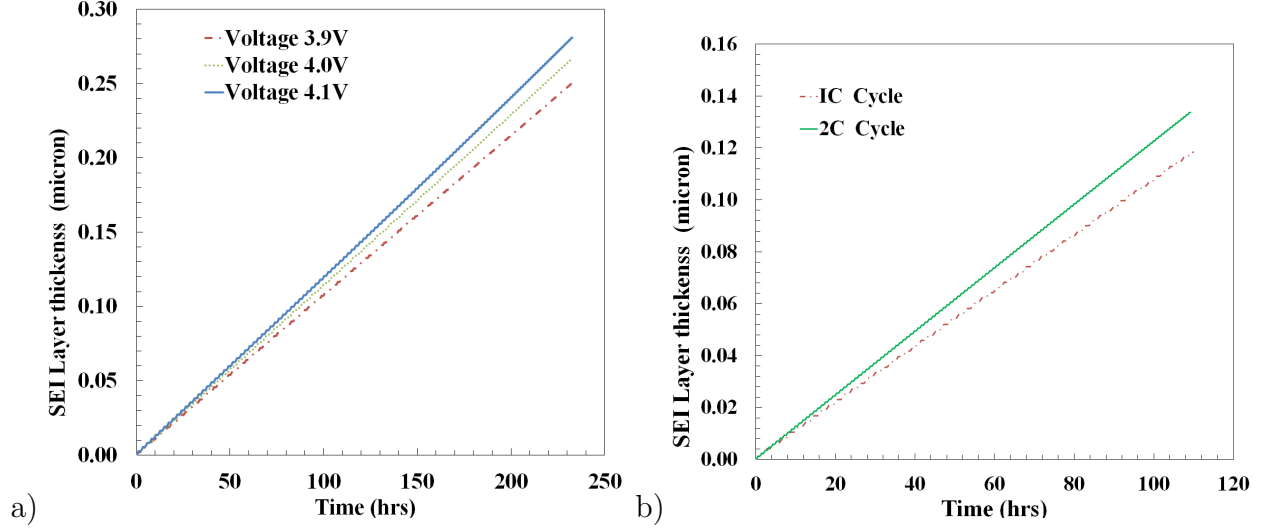 0.30
0.25
0.20
0.15
0.10
0.05
0.00
SEI Layer thickenss (micron)
Voltage 3.9V
Voltage 4.0V
Voltage 4.1V
0 50 100 150 200 250
Time (hrs)
a)
0.16
0.14
0.12
0.10
0.08
0.06
0.04
0.02
0.00
SEI Layer thickenss (micron)
1C Cycle
2C Cycle
0 20 40 60 80 100 120
Time (hrs)
b)